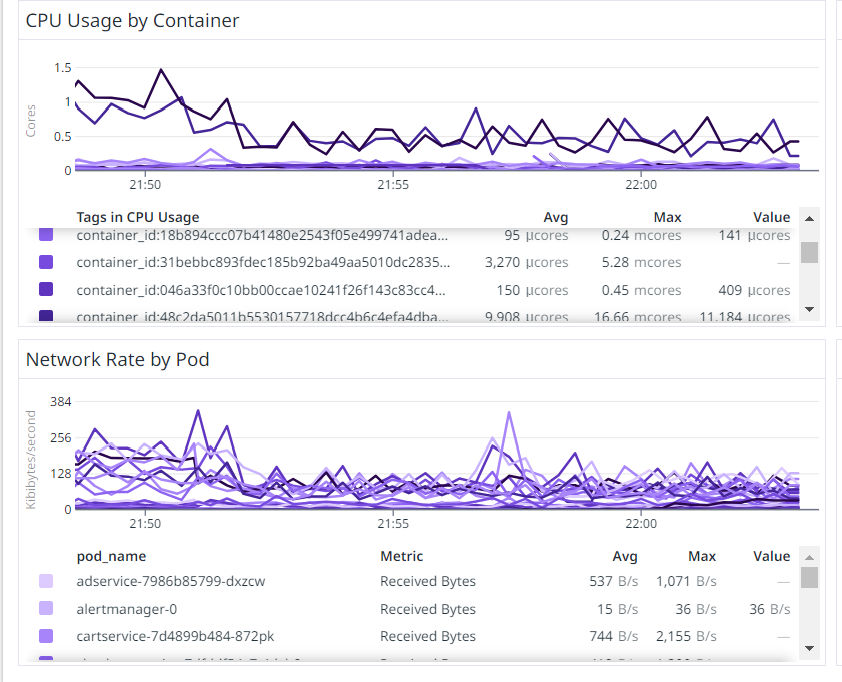 CPU Usage by Container
1.5
1
0.5
0
Cores
21:50 21:55 22:00
Tags in CPU Usage Avg Max Value
container_id:18b894ccc07b41480e2543f05e499741adea... 95 µcores 0.24 mcores 141 µcores
container_id:31bebbc893fdec185b92ba49aa5010dc2835... 3,270 µcores 5.28 mcores —
container_id:046a33f0c10bb00ccae10241f26f143c83cc4... 150 µcores 0.45 mcores 409 µcores
container_id:48c2da5011b5530157718dcc4b6c4efa4dba... 9,908 µcores 16.66 mcores 11,184 µcores
Network Rate by Pod
384
256
128
0
Kibibytes/second
21:50 21:55 22:00
pod_name Metric Avg Max Value
adservice-7986b85799-dxzcw Received Bytes 537 B/s 1,071 B/s —
alertmanager-0 Received Bytes 15 B/s 36 B/s 36 B/s
cartservice-7d4899b484-872pk Received Bytes 744 B/s 2,155 B/s —